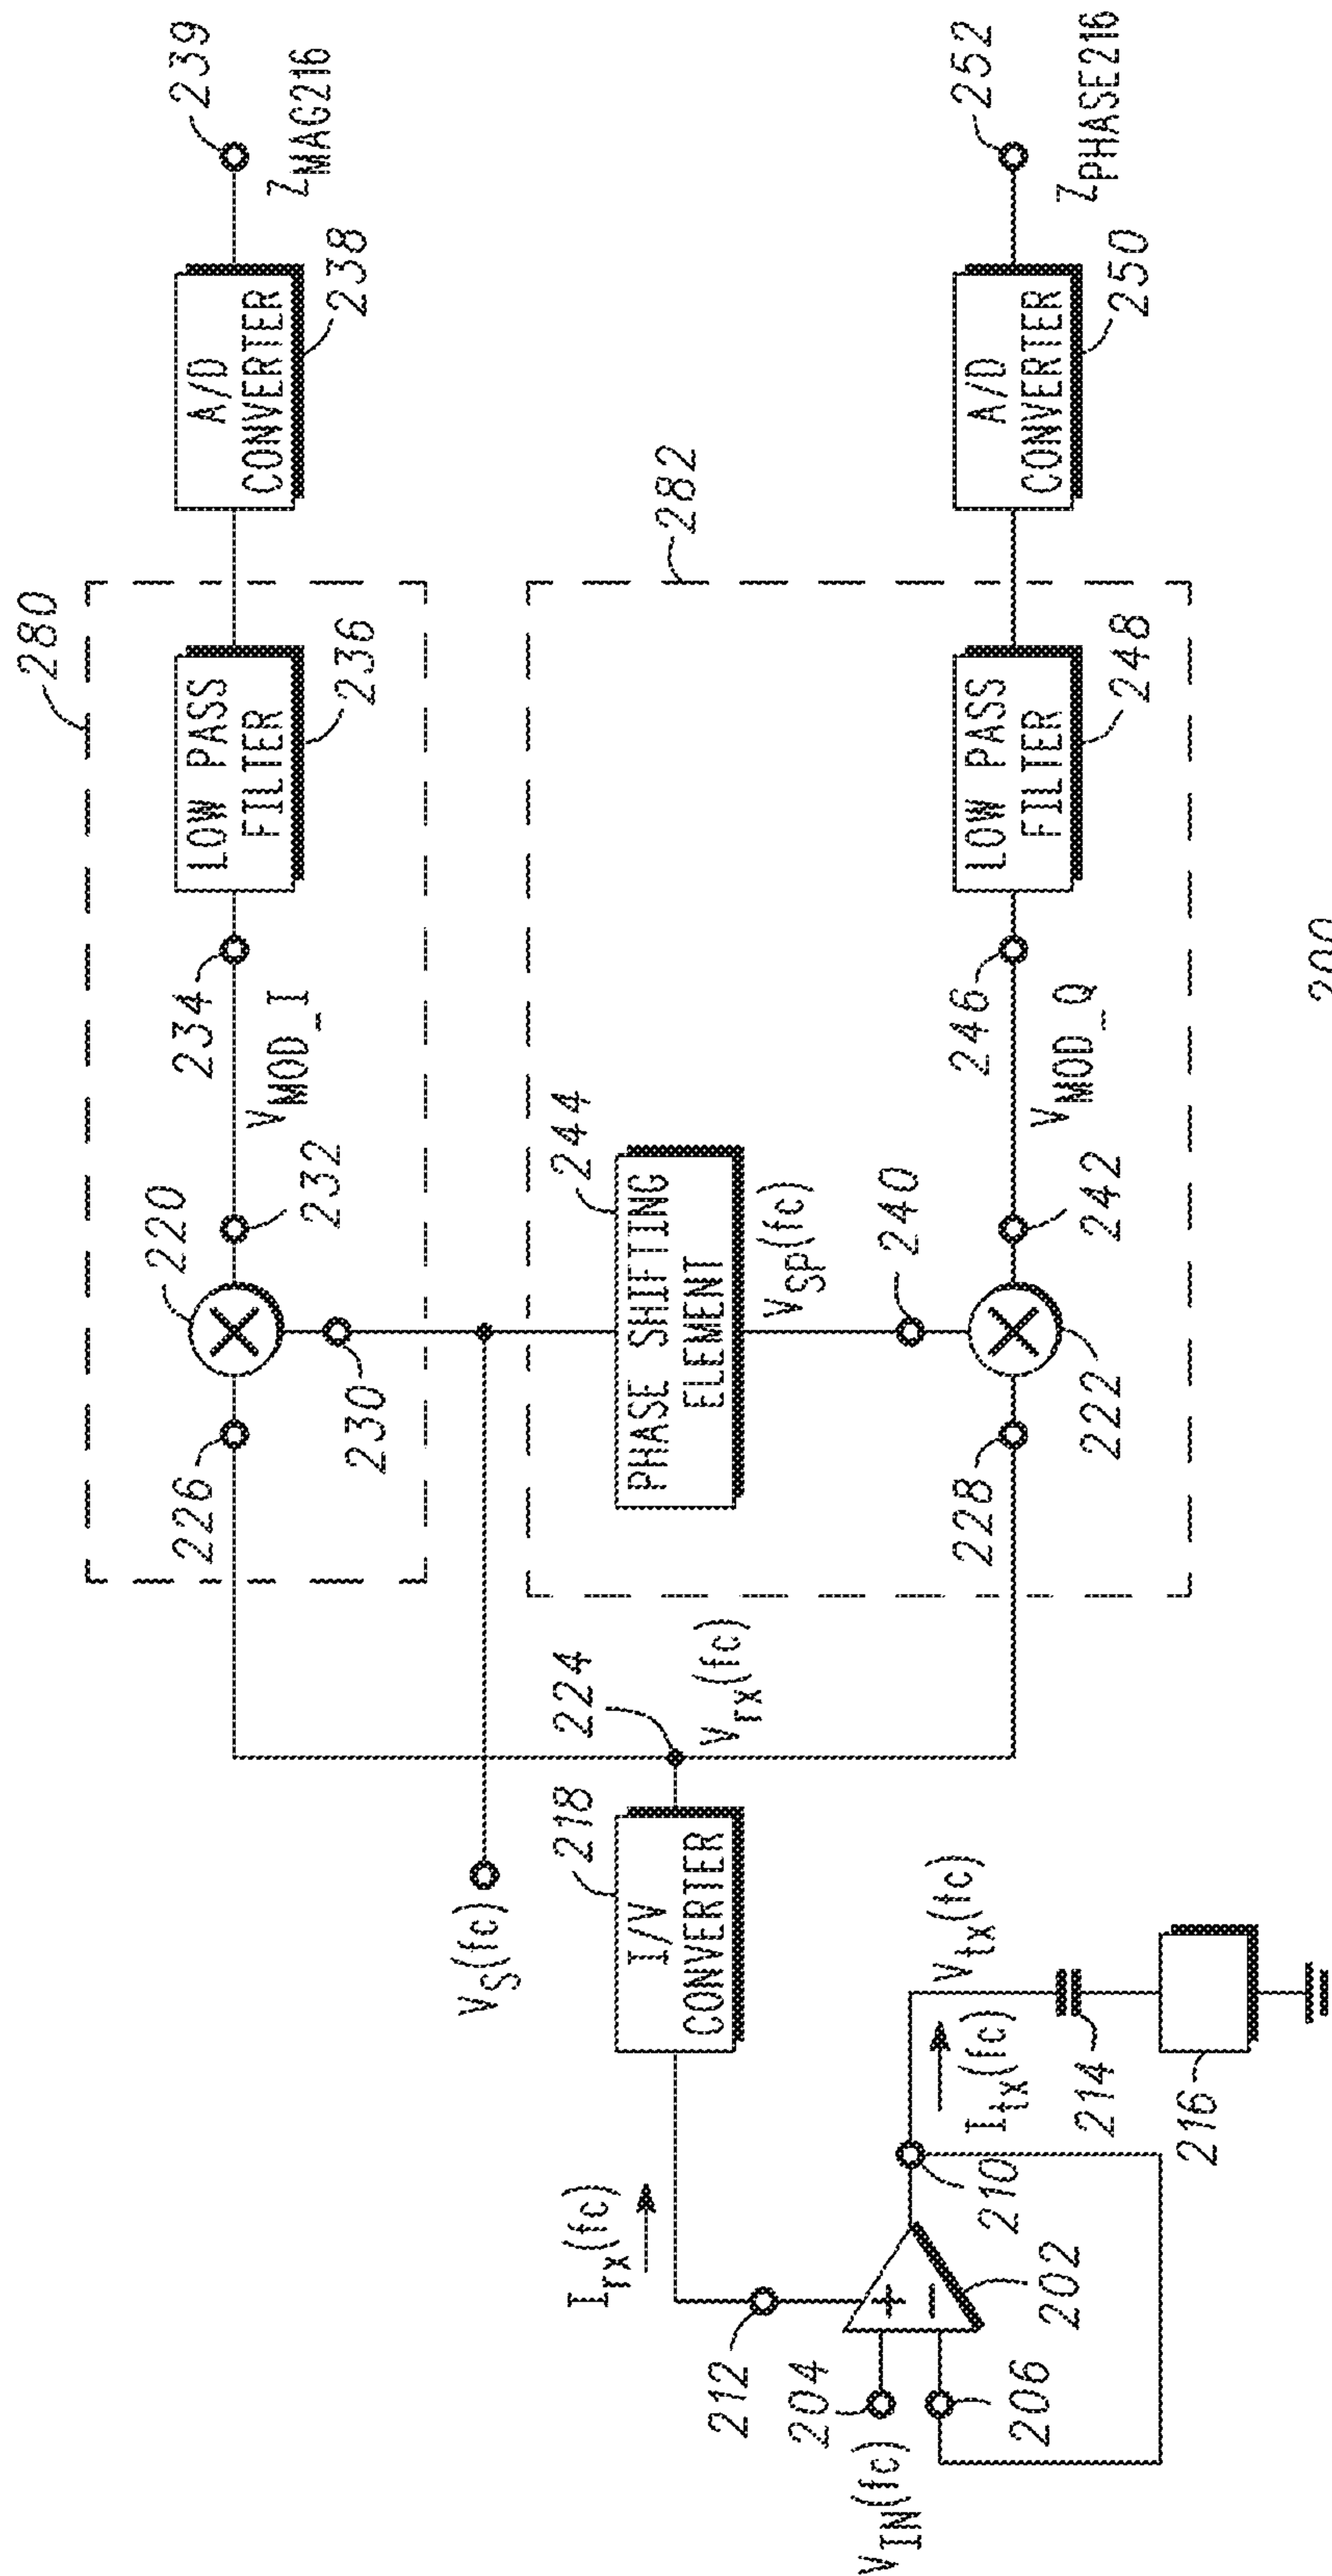 280
220
226
230
232
234
V_MOD_I
LOW PASS
FILTER
236
A/D
CONVERTER
238
239
Z_MAG216
V_S(fc)
282
244
PHASE SHIFTING
ELEMENT
V_SP(fc)
240
228
222
242
V_MOD_Q
246
LOW PASS
FILTER
248
A/D
CONVERTER
250
252
Z_PHASE216
I_rx(fc)
I/V
CONVERTER
218
224
V_rx(fc)
212
204
V_IN(fc)
+
−
206
202
210
I_tx(fc)
V_tx(fc)
214
216